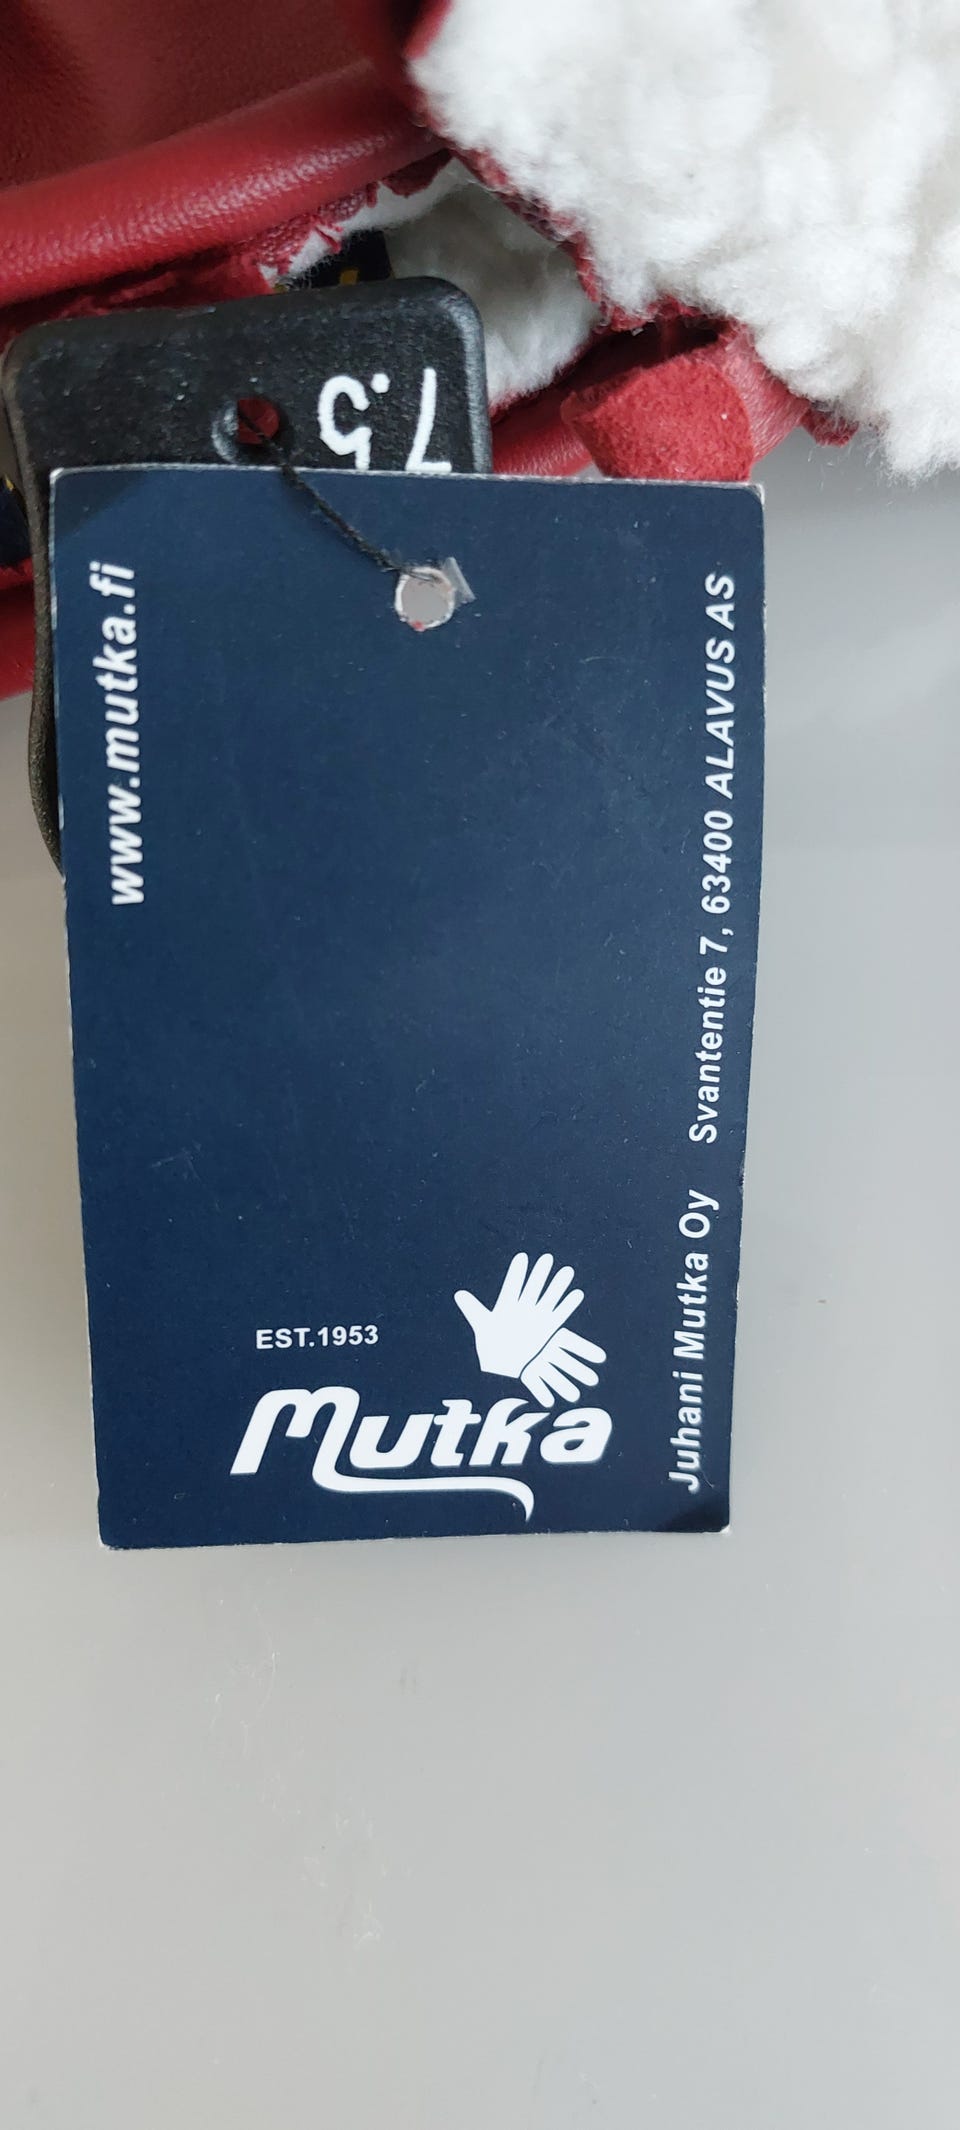 7.5
www.mutka.fi
EST.1953
Mutka
Juhani Mutka Oy Svantentie 7, 63400 ALAVUS AS